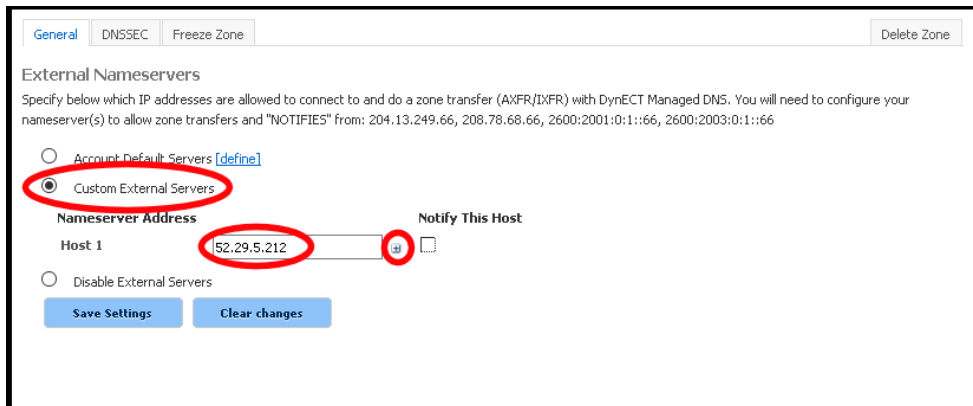 General DNSSEC Freeze Zone Delete Zone
External Nameservers
Specify below which IP addresses are allowed to connect to and do a zone transfer (AXFR/IXFR) with DynECT Managed DNS. You will need to configure your
nameserver(s) to allow zone transfers and "NOTIFIES" from: 204.13.249.66, 208.78.68.66, 2600:2001:0:1::66, 2600:2003:0:1::66
Account Default Servers [define]
Custom External Servers
Nameserver Address Notify This Host
Host 1 52.29.5.212
Disable External Servers
Save Settings Clear changes